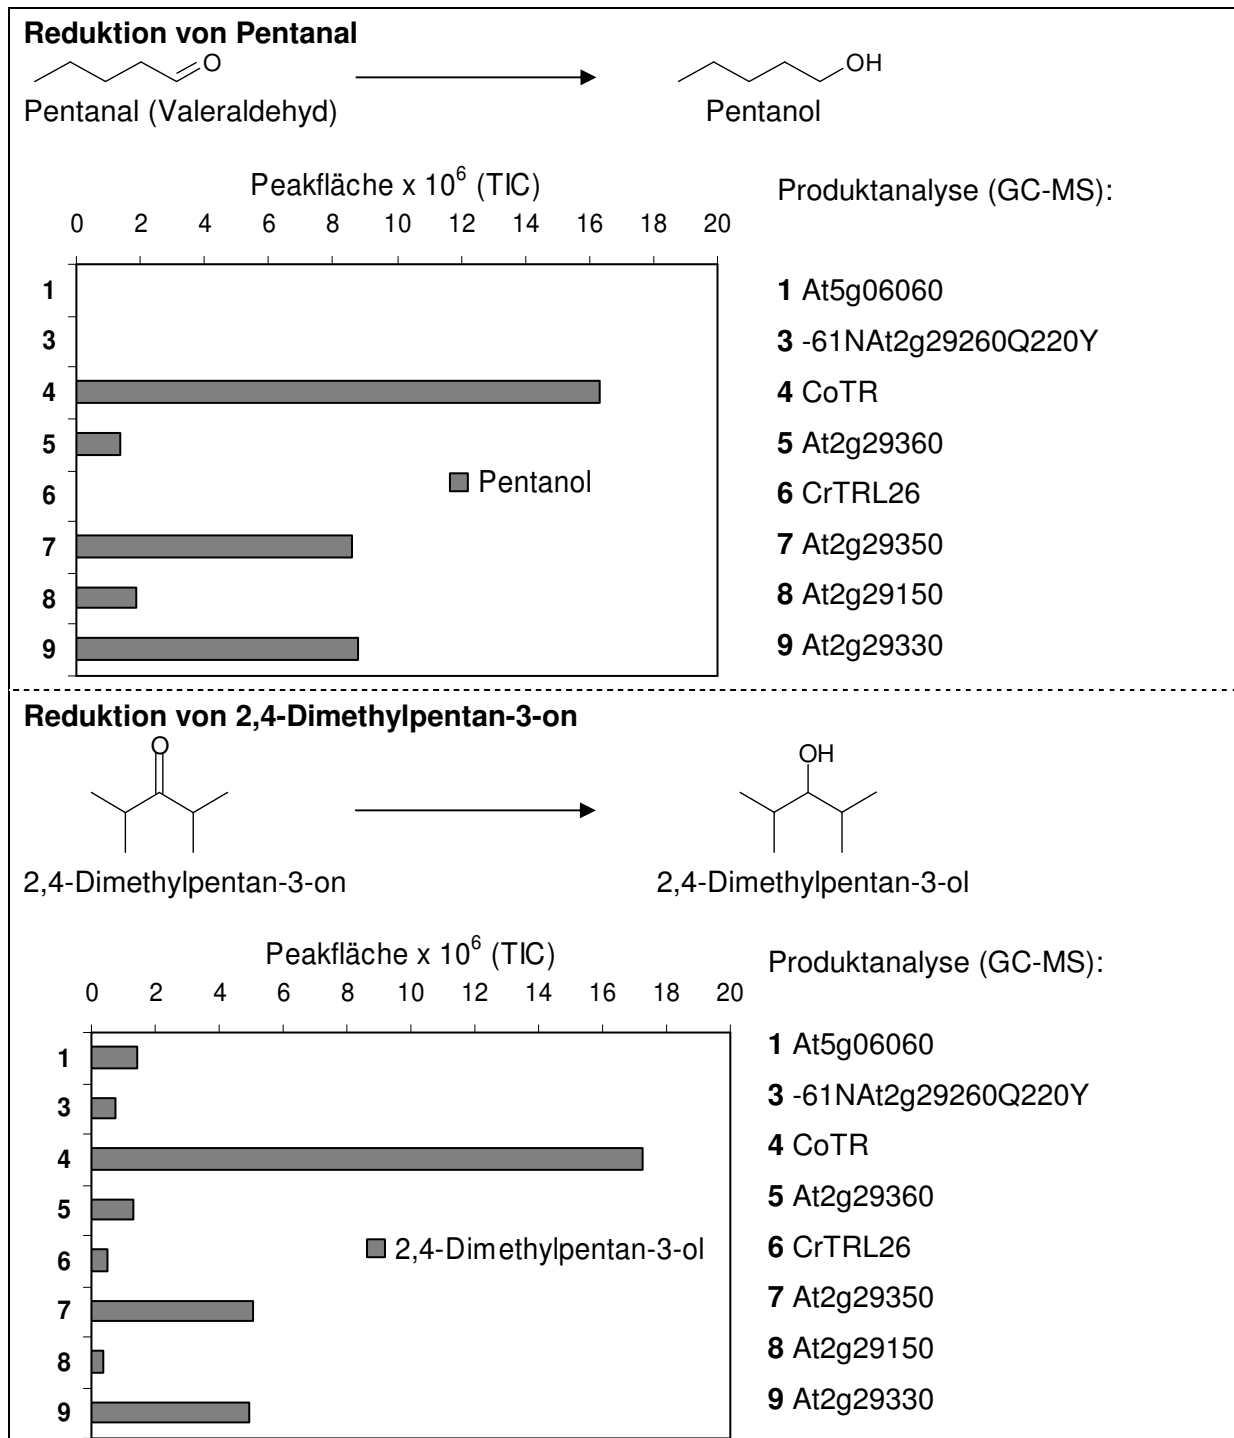 Reduktion von Pentanal
O
OH
Pentanal (Valeraldehyd)
Pentanol
Peakfläche x 10⁶ (TIC)
Produktanalyse (GC-MS):
0 2 4 6 8 10 12 14 16 18 20
1
3
4
5
6
7
8
9
Pentanol
1 At5g06060
3 -61NAt2g29260Q220Y
4 CoTR
5 At2g29360
6 CrTRL26
7 At2g29350
8 At2g29150
9 At2g29330
Reduktion von 2,4-Dimethylpentan-3-on
O
OH
2,4-Dimethylpentan-3-on
2,4-Dimethylpentan-3-ol
Peakfläche x 10⁶ (TIC)
Produktanalyse (GC-MS):
0 2 4 6 8 10 12 14 16 18 20
1
3
4
5
6
7
8
9
2,4-Dimethylpentan-3-ol
1 At5g06060
3 -61NAt2g29260Q220Y
4 CoTR
5 At2g29360
6 CrTRL26
7 At2g29350
8 At2g29150
9 At2g29330